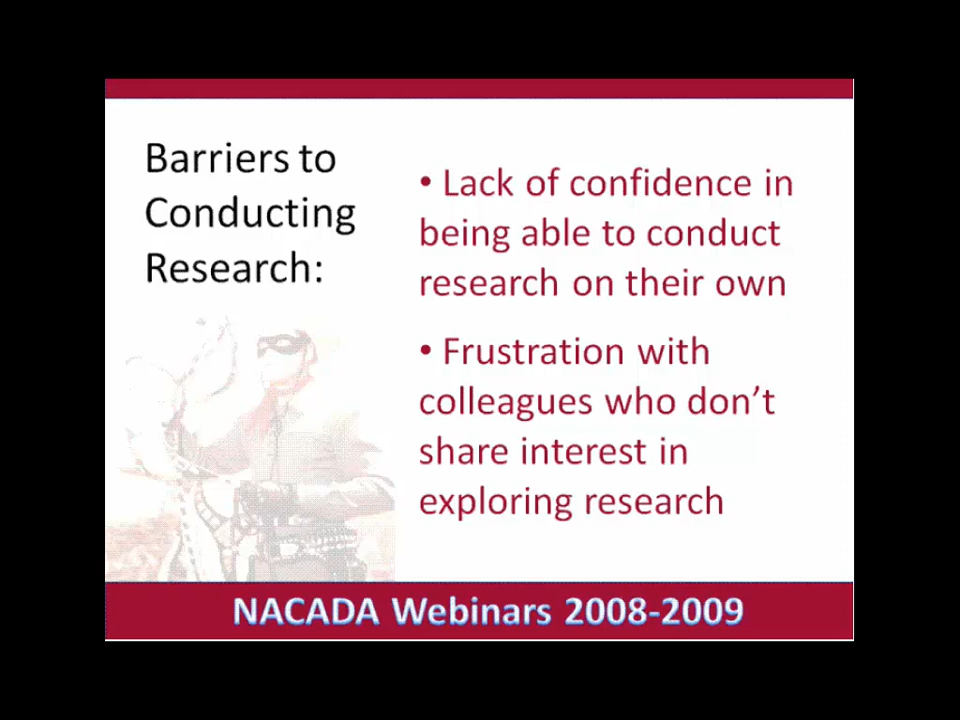 Barriers to
Conducting
Research:
• Lack of confidence in
being able to conduct
research on their own
• Frustration with
colleagues who don’t
share interest in
exploring research
NACADA Webinars 2008-2009